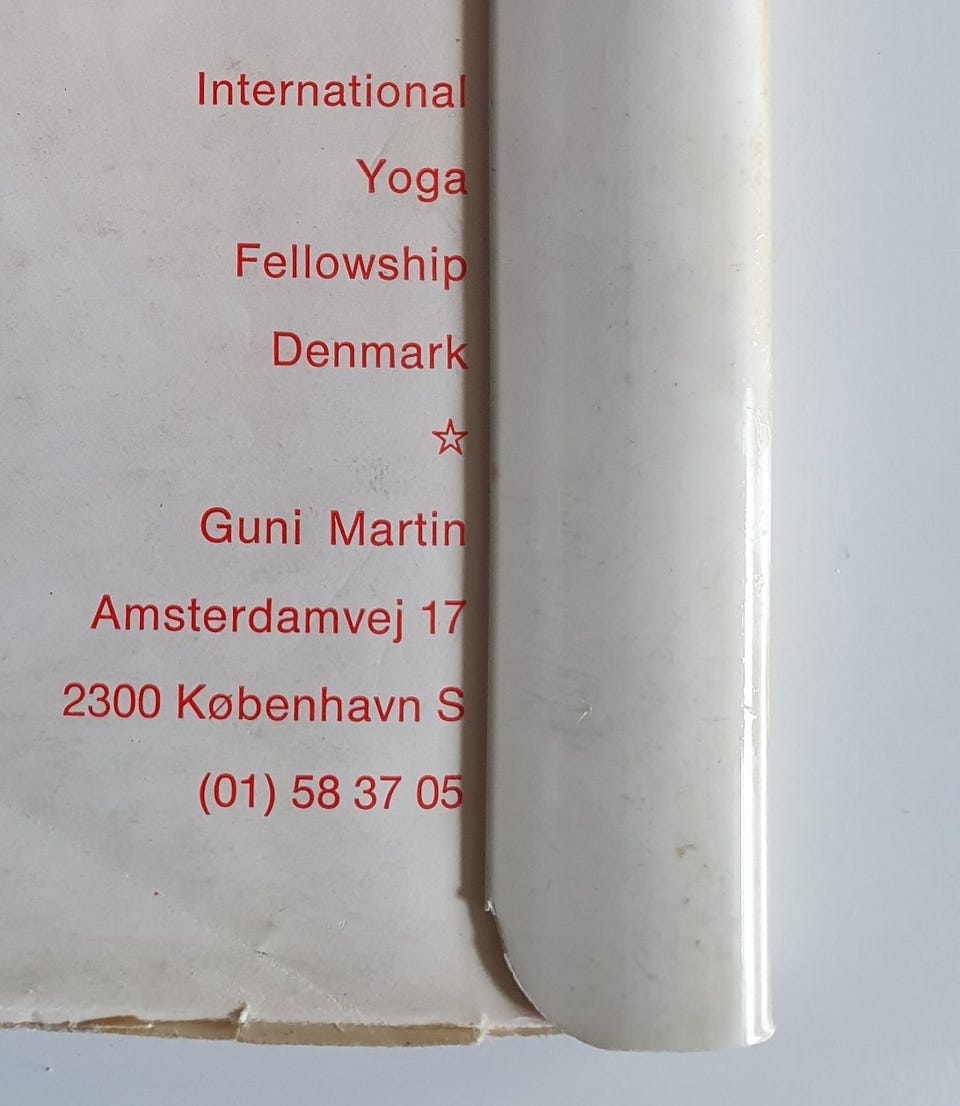 International
Yoga
Fellowship
Denmark
☆
Guni Martin
Amsterdamvej 17
2300 København S
(01) 58 37 05